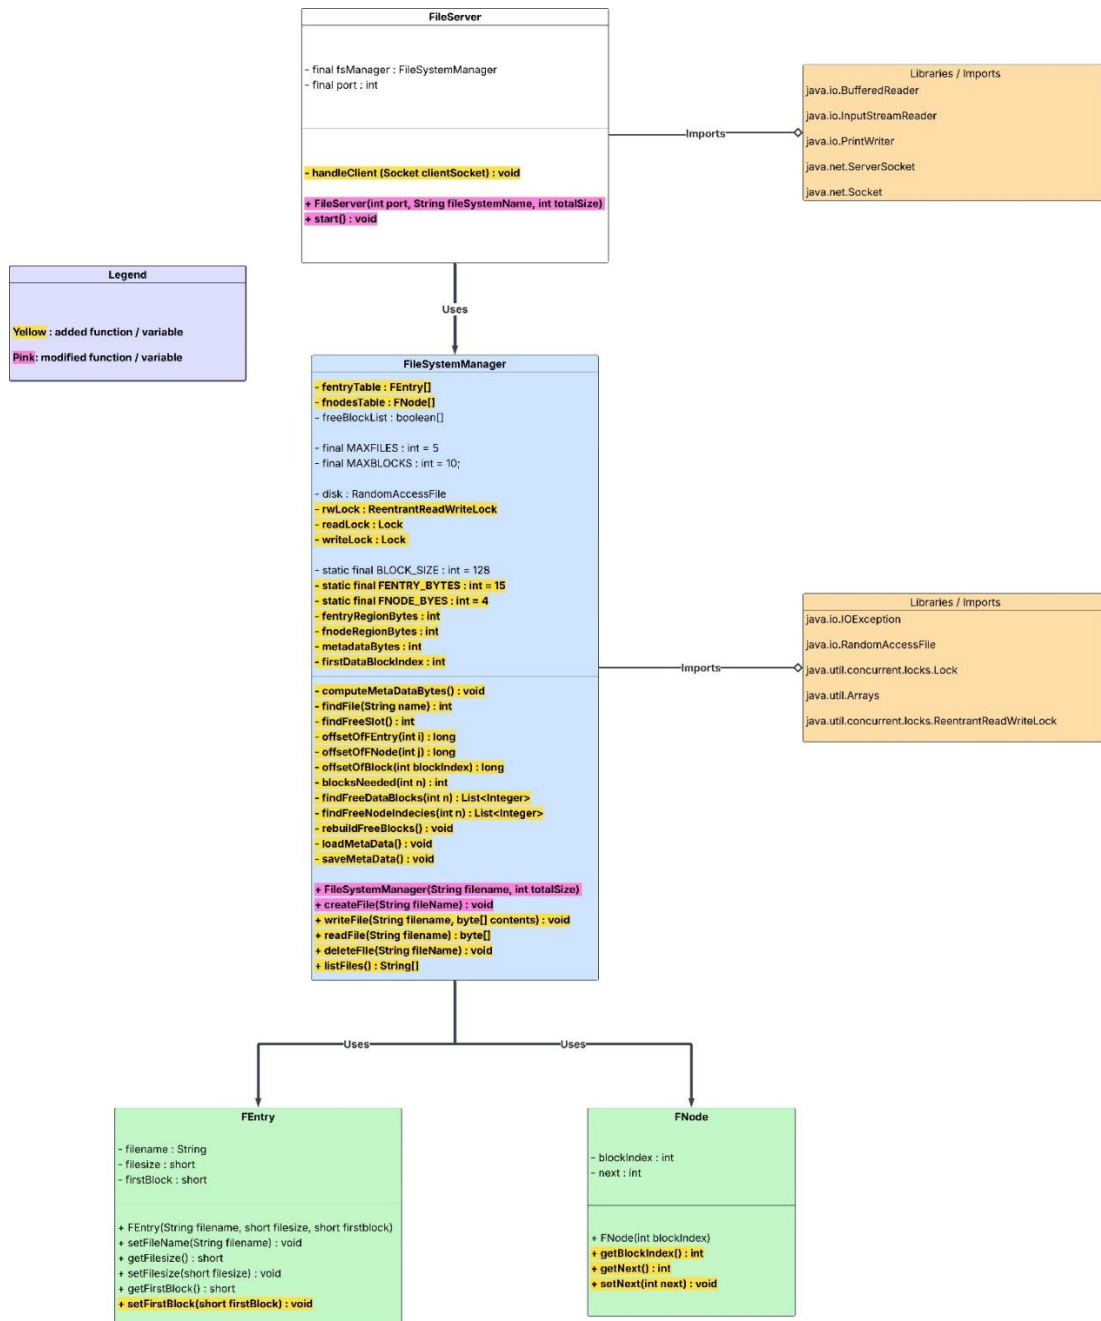 FileServer
- final fsManager : FileSystemManager
- final port : int
- handleClient (Socket clientSocket) : void
+ FileServer(int port, String fileSystemName, int totalSize)
+ start() : void
Imports
Libraries / Imports
java.io.BufferedReader
java.io.InputStreamReader
java.io.PrintWriter
java.net.ServerSocket
java.net.Socket
Legend
Yellow : added function / variable
Pink: modified function / variable
Uses
FileSystemManager
- fentryTable : FEntry[]
- fnodesTable : FNode[]
- freeBlockList : boolean[]
- final MAXFILES : int = 5
- final MAXBLOCKS : int = 10;
- disk : RandomAccessFile
- rwLock : ReentrantReadWriteLock
- readLock : Lock
- writeLock : Lock
- static final BLOCK_SIZE : int = 128
- static final FENTRY_BYTES : int = 15
- static final FNODE_BYES : int = 4
- fentryRegionBytes : int
- fnodeRegionBytes : int
- metadataBytes : int
- firstDataBlockIndex : int
- computeMetaDataBytes() : void
- findFile(String name) : int
- findFreeSlot() : int
- offsetOfFEntry(int i) : long
- offsetOfFNode(int j) : long
- offsetOfBlock(int blockIndex) : long
- blocksNeeded(int n) : int
- findFreeDataBlocks(int n) : List<Integer>
- findFreeNodeIndecies(int n) : List<Integer>
- rebuildFreeBlocks() : void
- loadMetaData() : void
- saveMetaData() : void
+ FileSystemManager(String filename, int totalSize)
+ createFile(String fileName) : void
+ writeFile(String filename, byte[] contents) : void
+ readFile(String filename) : byte[]
+ deleteFIle(String fileName) : void
+ listFiles() : String[]
Imports
Libraries / Imports
java.io.IOException
java.io.RandomAccessFile
java.util.concurrent.locks.Lock
java.util.Arrays
java.util.concurrent.locks.ReentrantReadWriteLock
Uses
Uses
FEntry
- filename : String
- filesize : short
- firstBlock : short
+ FEntry(String filename, short filesize, short firstblock)
+ setFileName(String filename) : void
+ getFilesize() : short
+ setFilesize(short filesize) : void
+ getFirstBlock() : short
+ setFirstBlock(short firstBlock) : void
FNode
- blockIndex : int
- next : int
+ FNode(int blockIndex)
+ getBlockIndex() : int
+ getNext() : int
+ setNext(int next) : void